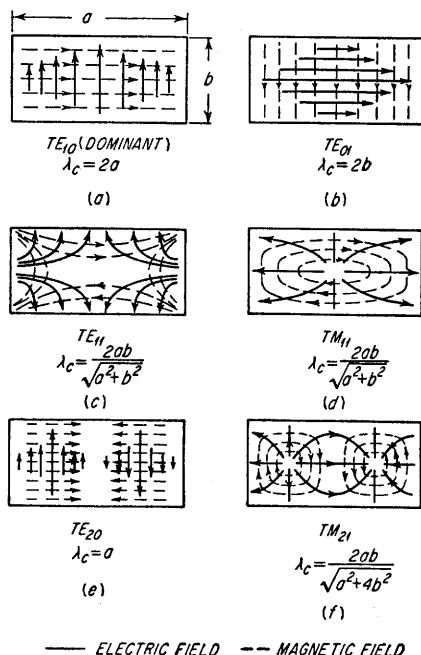 a
b
TE10 (DOMINANT)
λc = 2a
(a)
TE01
λc = 2b
(b)
TE11
λc = 2ab / √a²+b²
(c)
TM11
λc = 2ab / √a²+b²
(d)
TE20
λc = a
(e)
TM21
λc = 2ab / √a²+4b²
(f)
ELECTRIC FIELD MAGNETIC FIELD